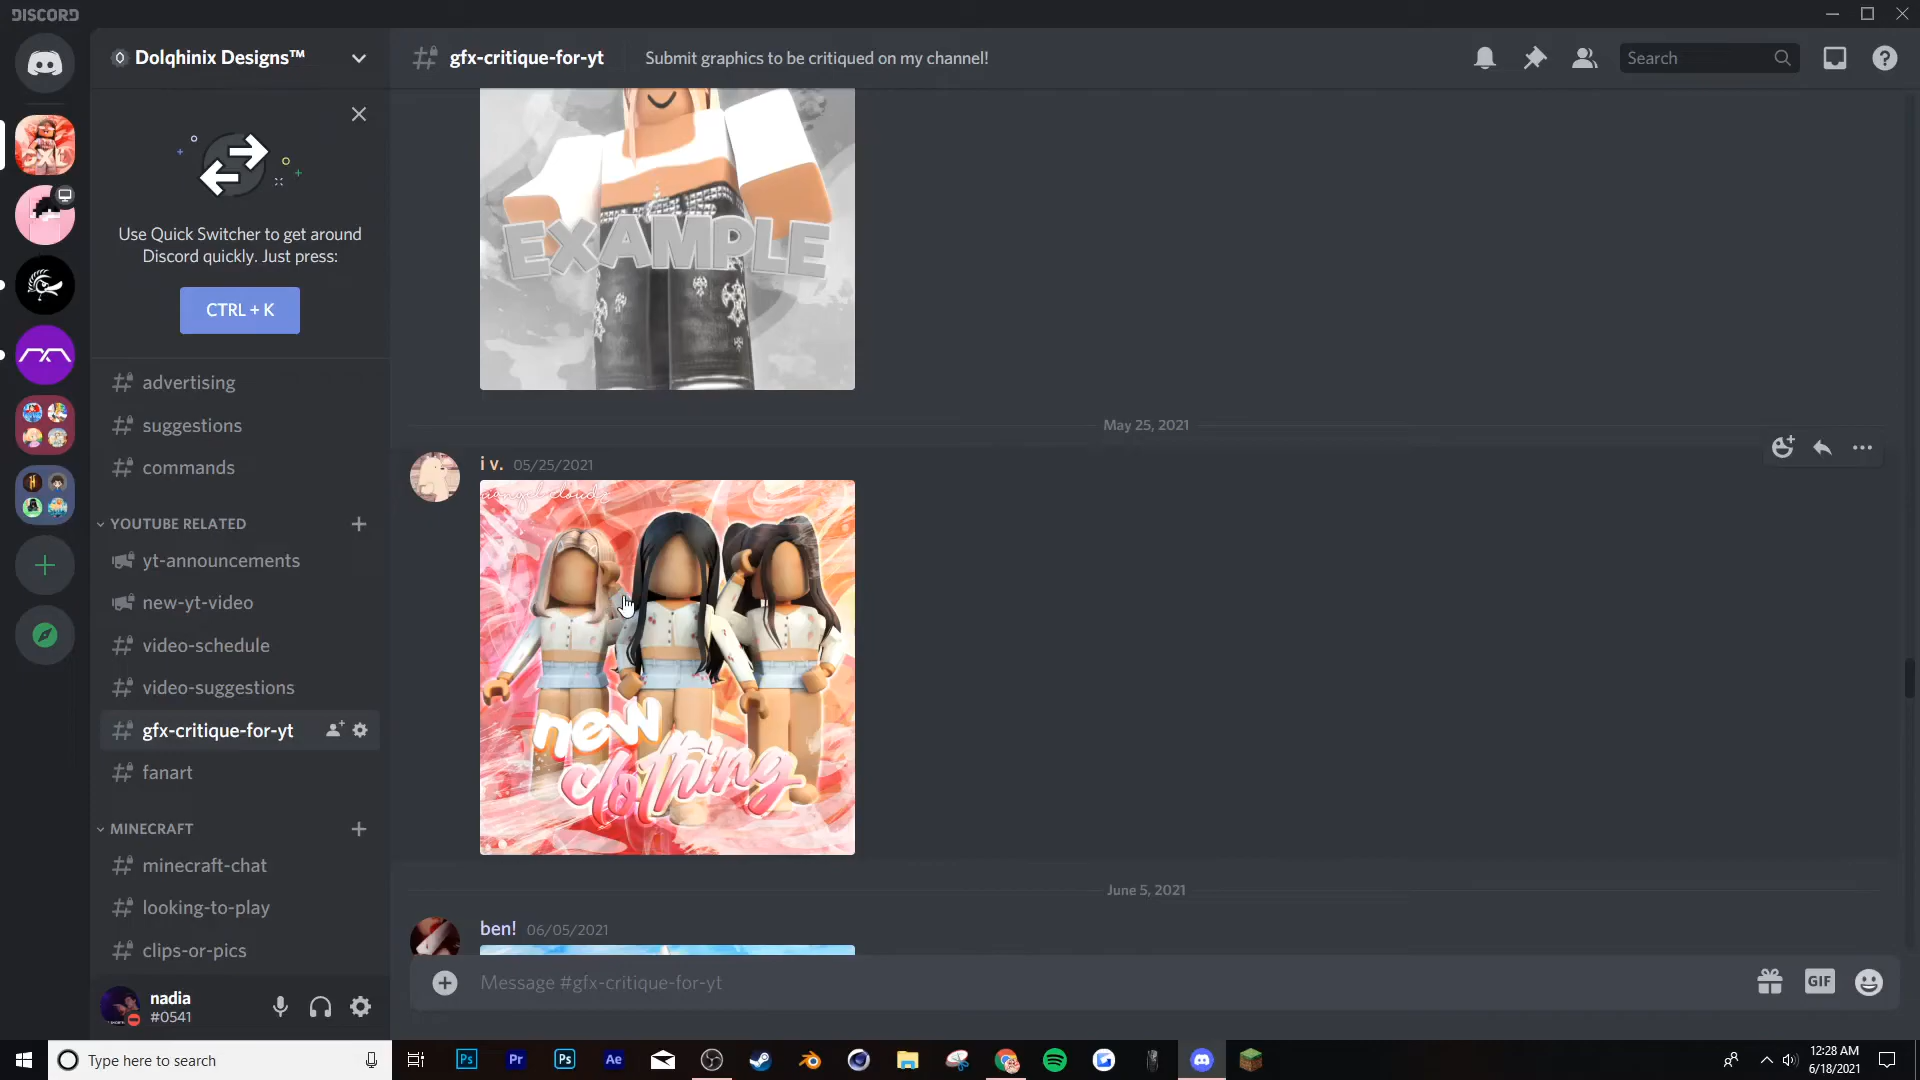 DISCORD
Dolqhinix Designs™
gfx-critique-for-yt
Submit graphics to be critiqued on my channel!
Search
Use Quick Switcher to get around
Discord quickly. Just press:
CTRL + K
advertising
suggestions
commands
YOUTUBE RELATED
yt-announcements
new-yt-video
video-schedule
video-suggestions
gfx-critique-for-yt
fanart
MINECRAFT
minecraft-chat
looking-to-play
clips-or-pics
nadia
#0541
EXAMPLE
May 25, 2021
i v. 05/25/2021
new
clothing
June 5, 2021
ben! 06/05/2021
Message #gfx-critique-for-yt
GIF
Type here to search
Ps
Pr
Ps
Ae
12:28 AM
6/18/2021